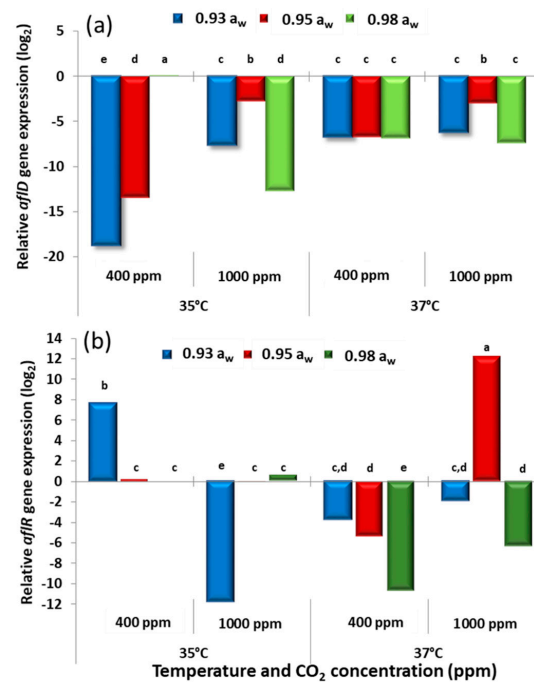 (a)
0.93 aw 0.95 aw 0.98 aw
Relative aflD gene expression (log2)
5
0
-5
-10
-15
-20
e d a c b d c c c c b c
400 ppm 1000 ppm 400 ppm 1000 ppm
35°C 37°C
(b)
0.93 aw 0.95 aw 0.98 aw
Relative aflR gene expression (log2)
14
12
10
8
6
4
2
0
-2
-4
-6
-8
-10
-12
b c c e c c c,d d e c,d a d
400 ppm 1000 ppm 400 ppm 1000 ppm
35°C 37°C
Temperature and CO2 concentration (ppm)